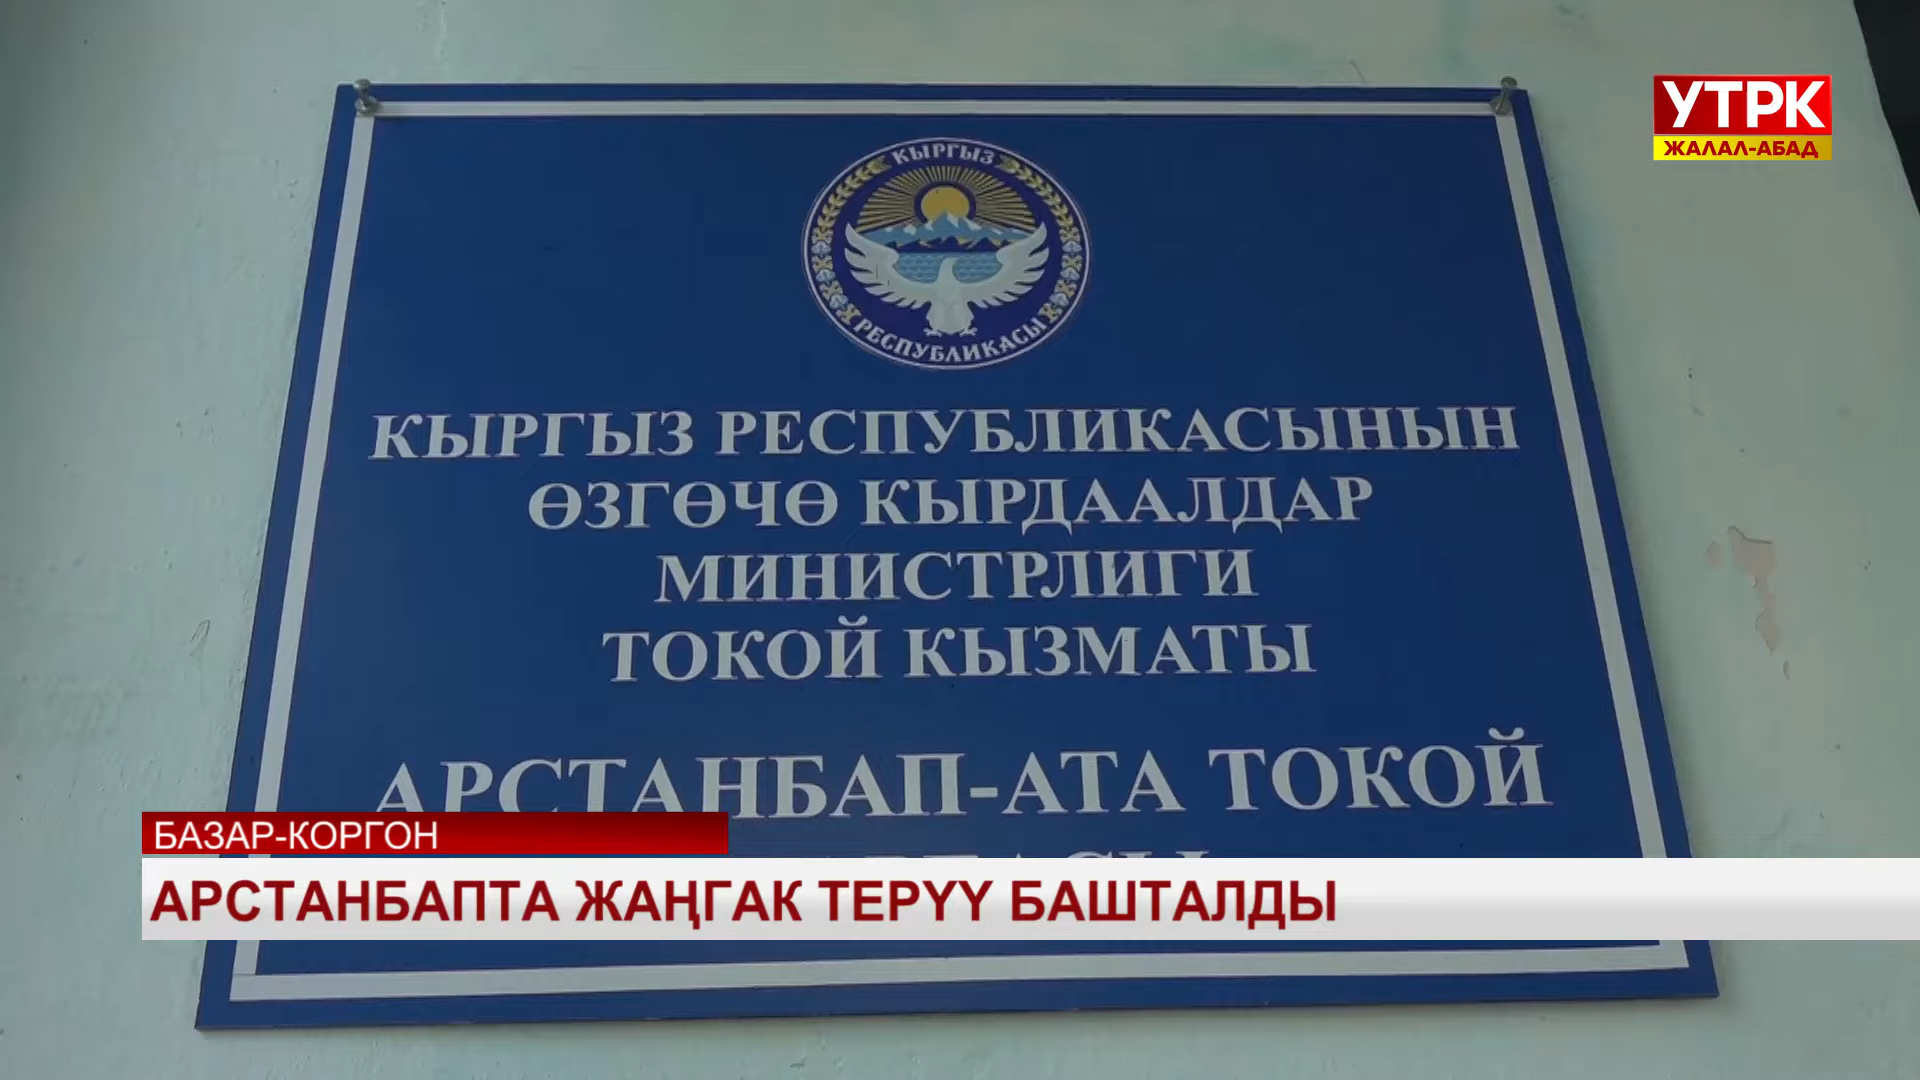 УТРК
ЖАЛАЛ-АБАД
КЫРГЫЗ
РЕСПУБЛИКАСЫ
КЫРГЫЗ РЕСПУБЛИКАСЫНЫН
ӨЗГӨЧӨ КЫРДААЛДАР
МИНИСТРЛИГИ
ТОКОЙ КЫЗМАТЫ
АРСТАНБАП-АТА ТОКОЙ
БАЗАР-КОРГОН
АРСТАНБАПТА ЖАҢГАК ТЕРҮҮ БАШТАЛДЫ